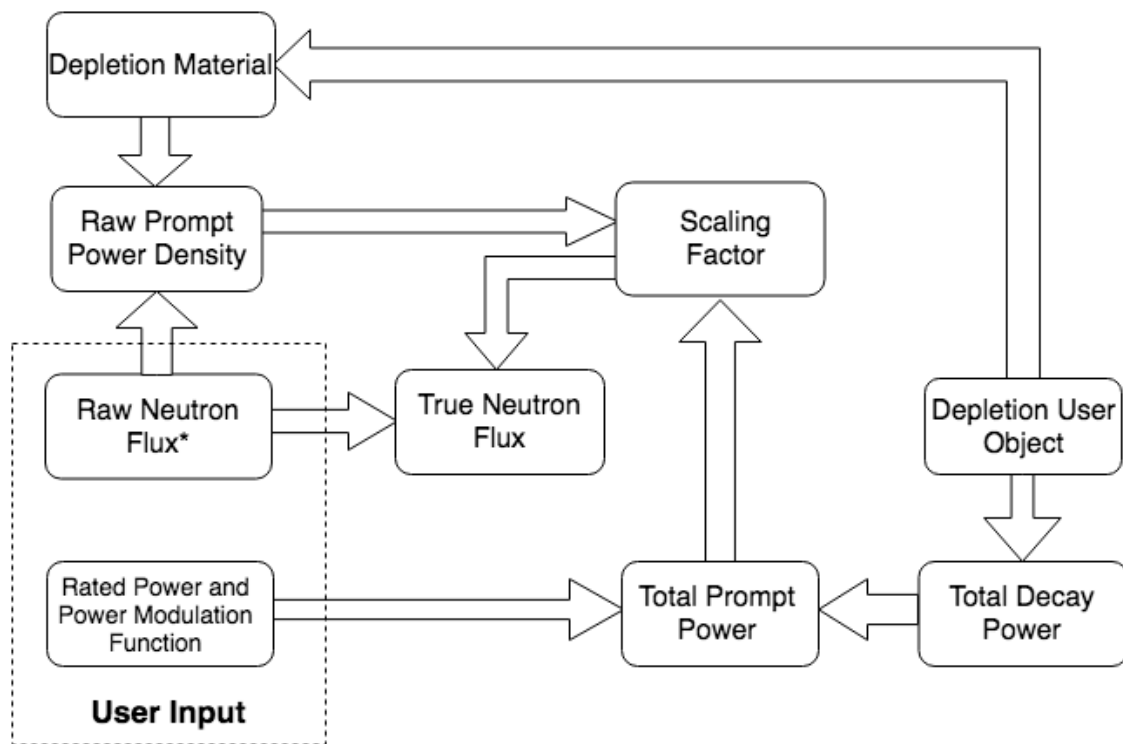 Depletion Material
Raw Prompt
Power Density
Scaling
Factor
Raw Neutron
Flux*
True Neutron
Flux
Depletion User
Object
Rated Power and
Power Modulation
Function
Total Prompt
Power
Total Decay
Power
User Input